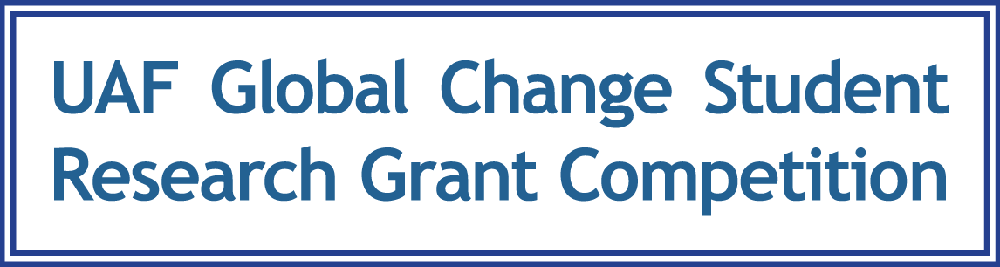 UAF Global Change Student
Research Grant Competition